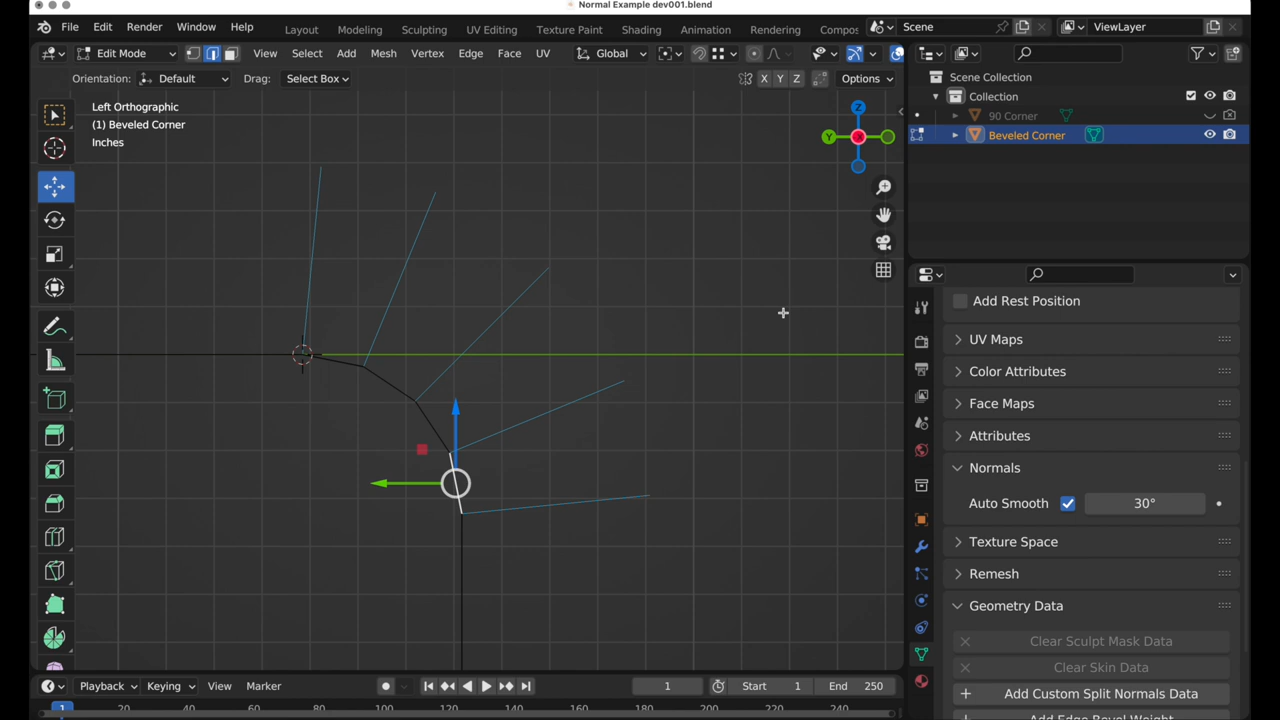 Normal Example dev001.blend
File Edit Render Window Help Layout Modeling Sculpting UV Editing Texture Paint Shading Animation Rendering Compos Scene ViewLayer
Edit Mode View Select Add Mesh Vertex Edge Face UV Global
Orientation: Default Drag: Select Box X Y Z Options
Left Orthographic
(1) Beveled Corner
Inches
Z
Y
X
Scene Collection
Collection
90 Corner
Beveled Corner
Add Rest Position
UV Maps
Color Attributes
Face Maps
Attributes
Normals
Auto Smooth 30°
Texture Space
Remesh
Geometry Data
Clear Sculpt Mask Data
Clear Skin Data
Add Custom Split Normals Data
Add Edge Bevel Weight
Playback Keying View Marker 1 Start 1 End 250
1 20 40 60 80 100 120 140 160 180 200 220 240